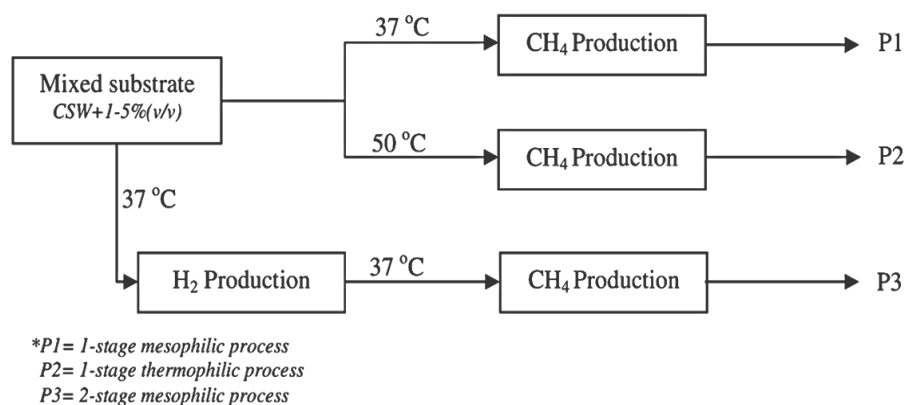 37 °C
CH₄ Production
P1
Mixed substrate
CSW+1-5%(v/v)
50 °C
CH₄ Production
P2
37 °C
H₂ Production
37 °C
CH₄ Production
P3
*P1= 1-stage mesophilic process
P2= 1-stage thermophilic process
P3= 2-stage mesophilic process